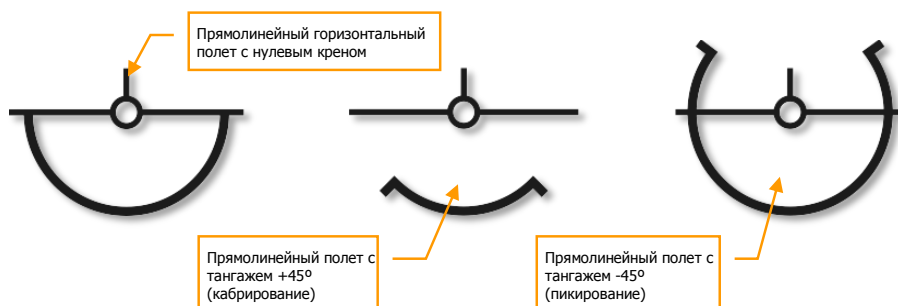 Прямолинейный горизонтальный
полет с нулевым креном
Прямолинейный полет с
тангажем +45º
(кабрирование)
Прямолинейный полет с
тангажем -45º
(пикирование)